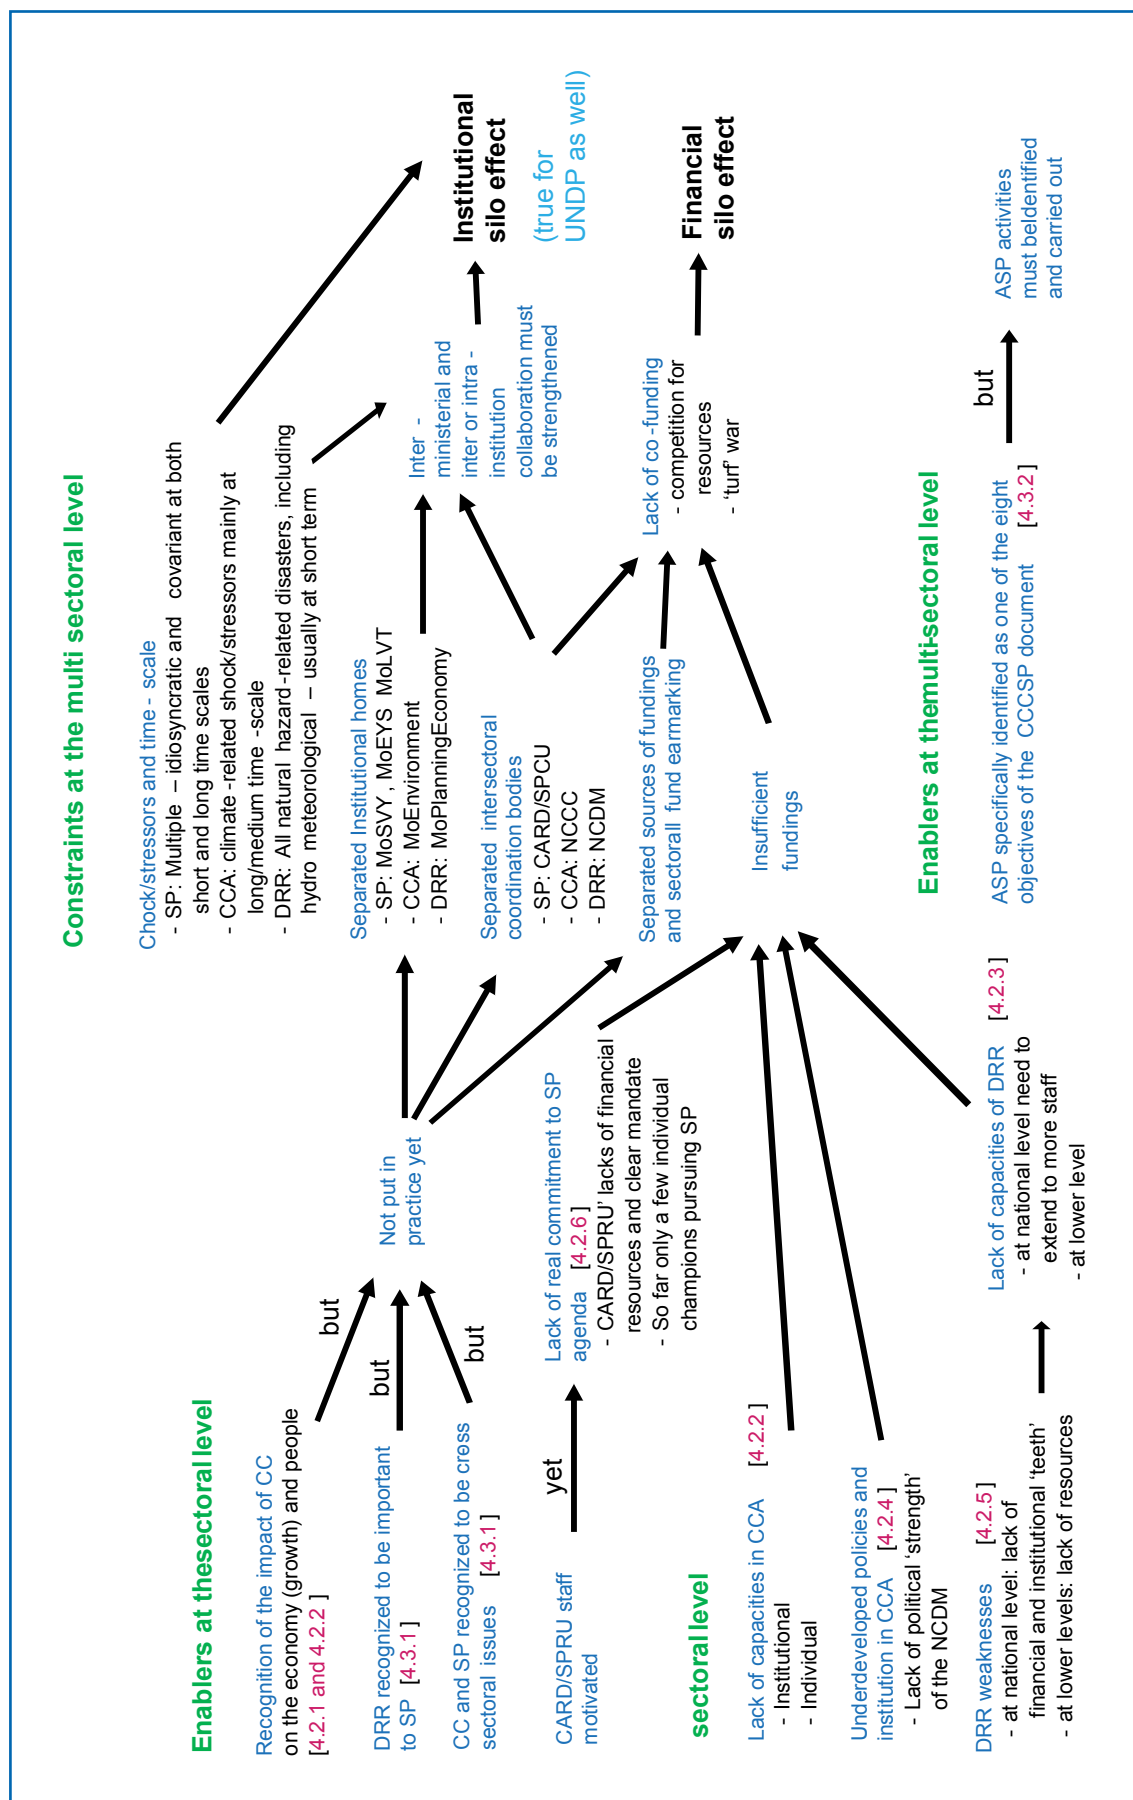 Enablers at thesectoral level
Recognition of the impact of CC
on the economy (growth) and people
[4.2.1 and 4.2.2 ]
but
DRR recognized to be important
to SP [4.3.1 ]
but
CC and SP recognized to be cress
sectoral issues [4.3.1 ]
but
Not put in
practice yet
CARD/SPRU staff
motivated
yet
Lack of real commitment to SP
agenda [4.2.6 ]
- CARD/SPRU' lacks of financial
resources and clear mandate
- So far only a few individual
champions pursuing SP
sectoral level
Lack of capacities in CCA [4.2.2 ]
- Institutional
- Individual
Underdeveloped policies and
institution in CCA [4.2.4 ]
- Lack of political 'strength'
of the NCDM
DRR weaknesses [4.2.5 ]
- at national level: lack of
financial and institutional 'teeth'
- at lower levels: lack of resources
Lack of capacities of DRR [4.2.3 ]
- at national level need to
extend to more staff
- at lower level
Constraints at the multi sectoral level
Chock/stressors and time - scale
- SP: Multiple – idiosyncratic and covariant at both
short and long time scales
- CCA: climate -related shock/stressors mainly at
long/medium time -scale
- DRR: All natural hazard-related disasters, including
hydro meteorological – usually at short term
Separated Institutional homes
- SP: MoSVY , MoEYS MoLVT
- CCA: MoEnvironment
- DRR: MoPlanningEconomy
Separated intersectoral
coordination bodies
- SP: CARD/SPCU
- CCA: NCCC
- DRR: NCDM
Separated sources of fundings
and sectorall fund earmarking
Insufficient
fundings
Inter -
ministerial and
inter or intra -
institution
collaboration must
be strengthened
Lack of co-funding
- competition for
resources
- 'turf' war
Institutional
silo effect
(true for
UNDP as well)
Financial
silo effect
Enablers at themulti-sectoral level
ASP specifically identified as one of the eight
objectives of the CCCSP document [4.3.2 ]
but
ASP activities
must beIdentified
and carried out